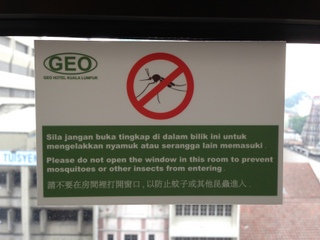 GEO
GEO HOTEL KUALA LUMPUR
Sila jangan buka tingkap di dalam bilik ini untuk
mengelakkan nyamuk atau serangga lain memasuki
Please do not open the window in this room to prevent
mosquitoes or other insects from entering.
請不要在房間裡打開窗口，以防止蚊子或其他昆蟲進入.